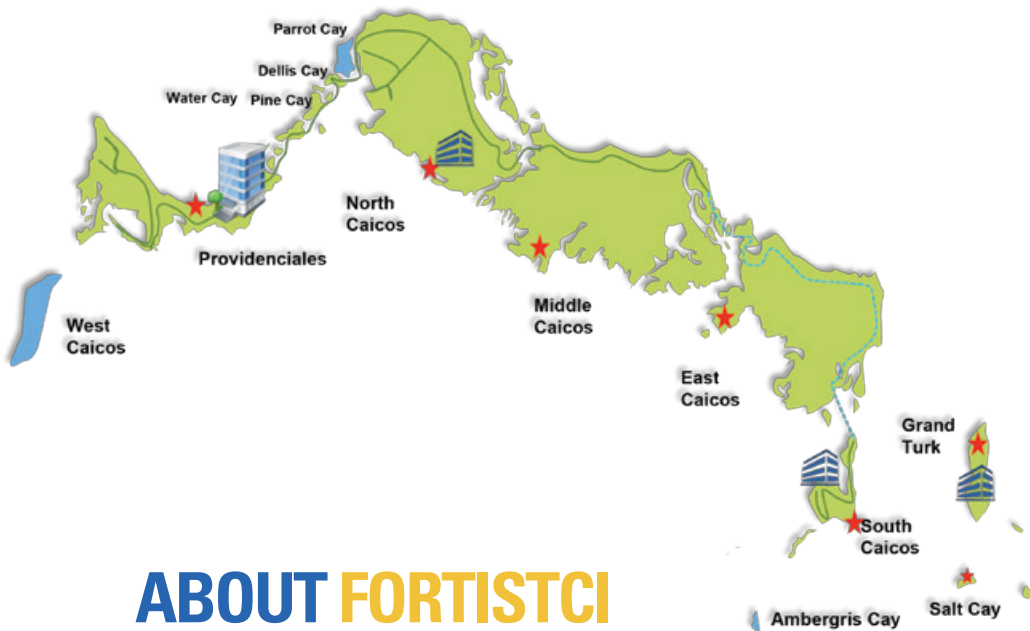 Parrot Cay
Dellis Cay
Water Cay
Pine Cay
North
Caicos
Providenciales
West
Caicos
Middle
Caicos
East
Caicos
Grand
Turk
South
Caicos
Salt Cay
Ambergris Cay
ABOUT FORTISTCI